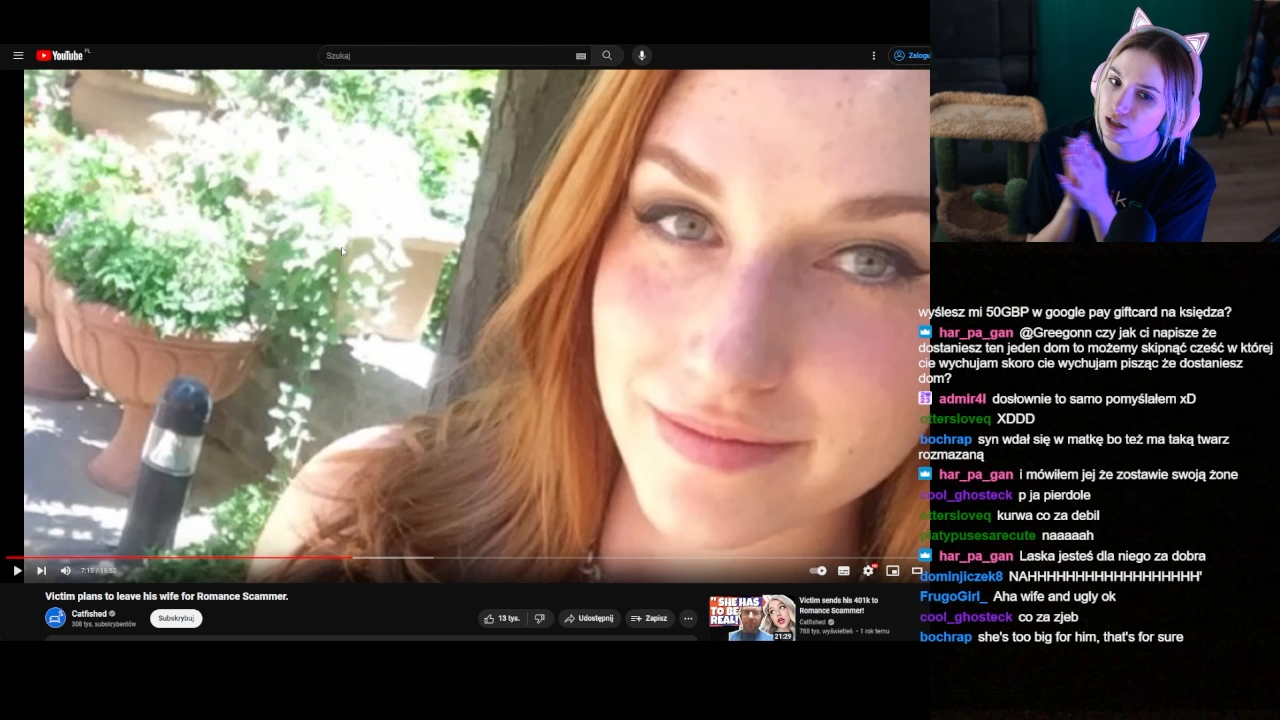 YouTube PL
Szukaj
Zalogu
7:15 / 19:52
Victim plans to leave his wife for Romance Scammer.
Catfished
308 tys. subskrybentów
Subskrybuj
13 tys.
Udostępnij
Zapisz
"SHE HAS
TO BE
REAL!"
21:29
Victim sends his 401k to
Romance Scammer!
Catfished
768 tys. wyświetleń • 1 rok temu
wyślesz mi 50GBP w google pay giftcard na księdza?
har_pa_gan @Greegonn czy jak ci napisze że
dostaniesz ten jeden dom to możemy skipnąć cześć w której
cie wychujam skoro cie wychujam pisząc że dostaniesz
dom?
admir4l dosłownie to samo pomyślałem xD
ottersloveq XDDD
bochrap syn wdał się w matkę bo też ma taką twarz
rozmazaną
har_pa_gan i mówiłem jej że zostawie swoją żone
cool_ghosteck p ja pierdole
ottersloveq kurwa co za debil
platypusesarecute naaaaah
har_pa_gan Laska jesteś dla niego za dobra
dominjiczek8 NAHHHHHHHHHHHHHHHHHHH'
FrugoGirl_ Aha wife and ugly ok
cool_ghosteck co za zjeb
bochrap she's too big for him, that's for sure